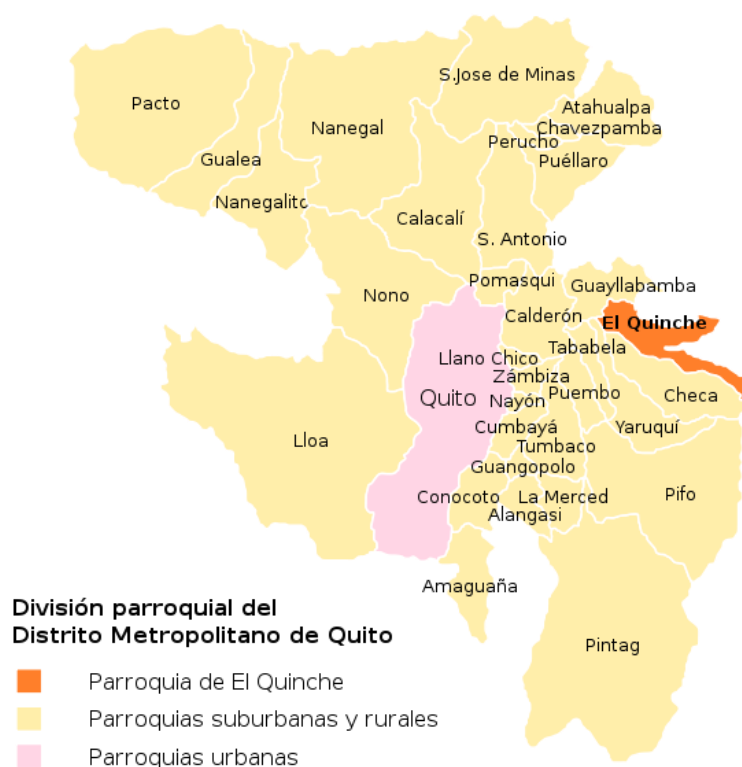 S.Jose de Minas
Pacto
Atahualpa
Nanegal
Chavezpamba
Perucho
Gualea
Puéllaro
Nanegalito
Calacalí
S. Antonio
Pomasqui
Guayllabamba
Nono
Calderón
El Quinche
Tababela
Llano Chico
Zámbiza
Puembo
Checa
Quito
Nayón
Cumbayá
Yaruquí
Lloa
Tumbaco
Guangopolo
Pifo
Conocoto
La Merced
Alangasi
Amaguaña
División parroquial del
Distrito Metropolitano de Quito
Pintag
Parroquia de El Quinche
Parroquias suburbanas y rurales
Parroquias urbanas